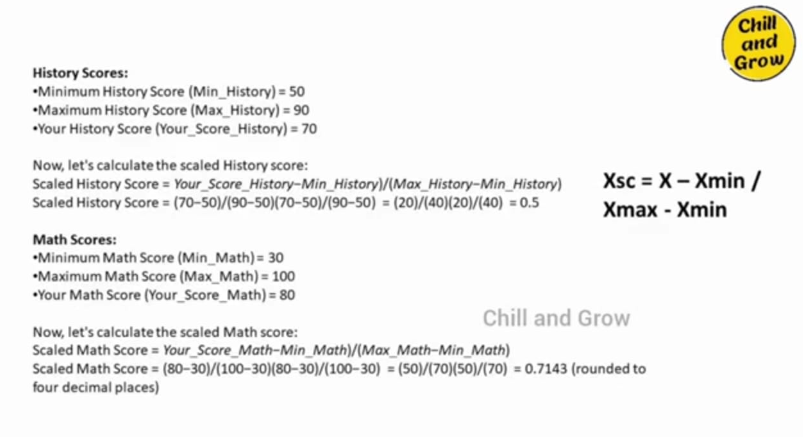 Chill
and
Grow
History Scores:
•Minimum History Score (Min_History) = 50
•Maximum History Score (Max_History) = 90
•Your History Score (Your_Score_History) = 70
Now, let's calculate the scaled History score:
Scaled History Score = Your_Score_History−Min_History)/(Max_History−Min_History)
Scaled History Score = (70−50)/(90−50)(70−50)/(90−50) = (20)/(40)(20)/(40) = 0.5
Xsc = X – Xmin /
Xmax - Xmin
Math Scores:
•Minimum Math Score (Min_Math) = 30
•Maximum Math Score (Max_Math) = 100
•Your Math Score (Your_Score_Math) = 80
Chill and Grow
Now, let's calculate the scaled Math score:
Scaled Math Score = Your_Score_Math−Min_Math)/(Max_Math−Min_Math)
Scaled Math Score = (80−30)/(100−30)(80−30)/(100−30) = (50)/(70)(50)/(70) = 0.7143 (rounded to
four decimal places)